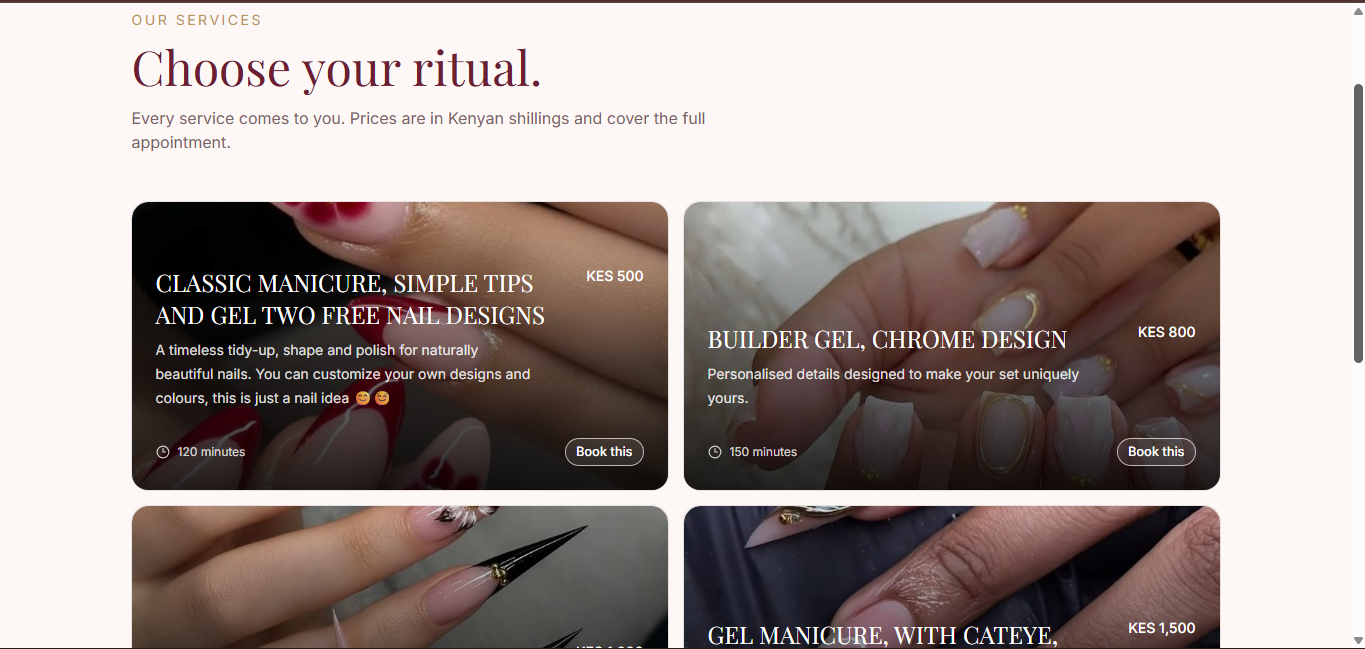 OUR SERVICES
Choose your ritual.
Every service comes to you. Prices are in Kenyan shillings and cover the full
appointment.
CLASSIC MANICURE, SIMPLE TIPS
AND GEL TWO FREE NAIL DESIGNS
KES 500
A timeless tidy-up, shape and polish for naturally
beautiful nails. You can customize your own designs and
colours, this is just a nail idea 😊😊
120 minutes
Book this
BUILDER GEL, CHROME DESIGN
KES 800
Personalised details designed to make your set uniquely
yours.
150 minutes
Book this
GEL MANICURE, WITH CATEYE,
KES 1,500